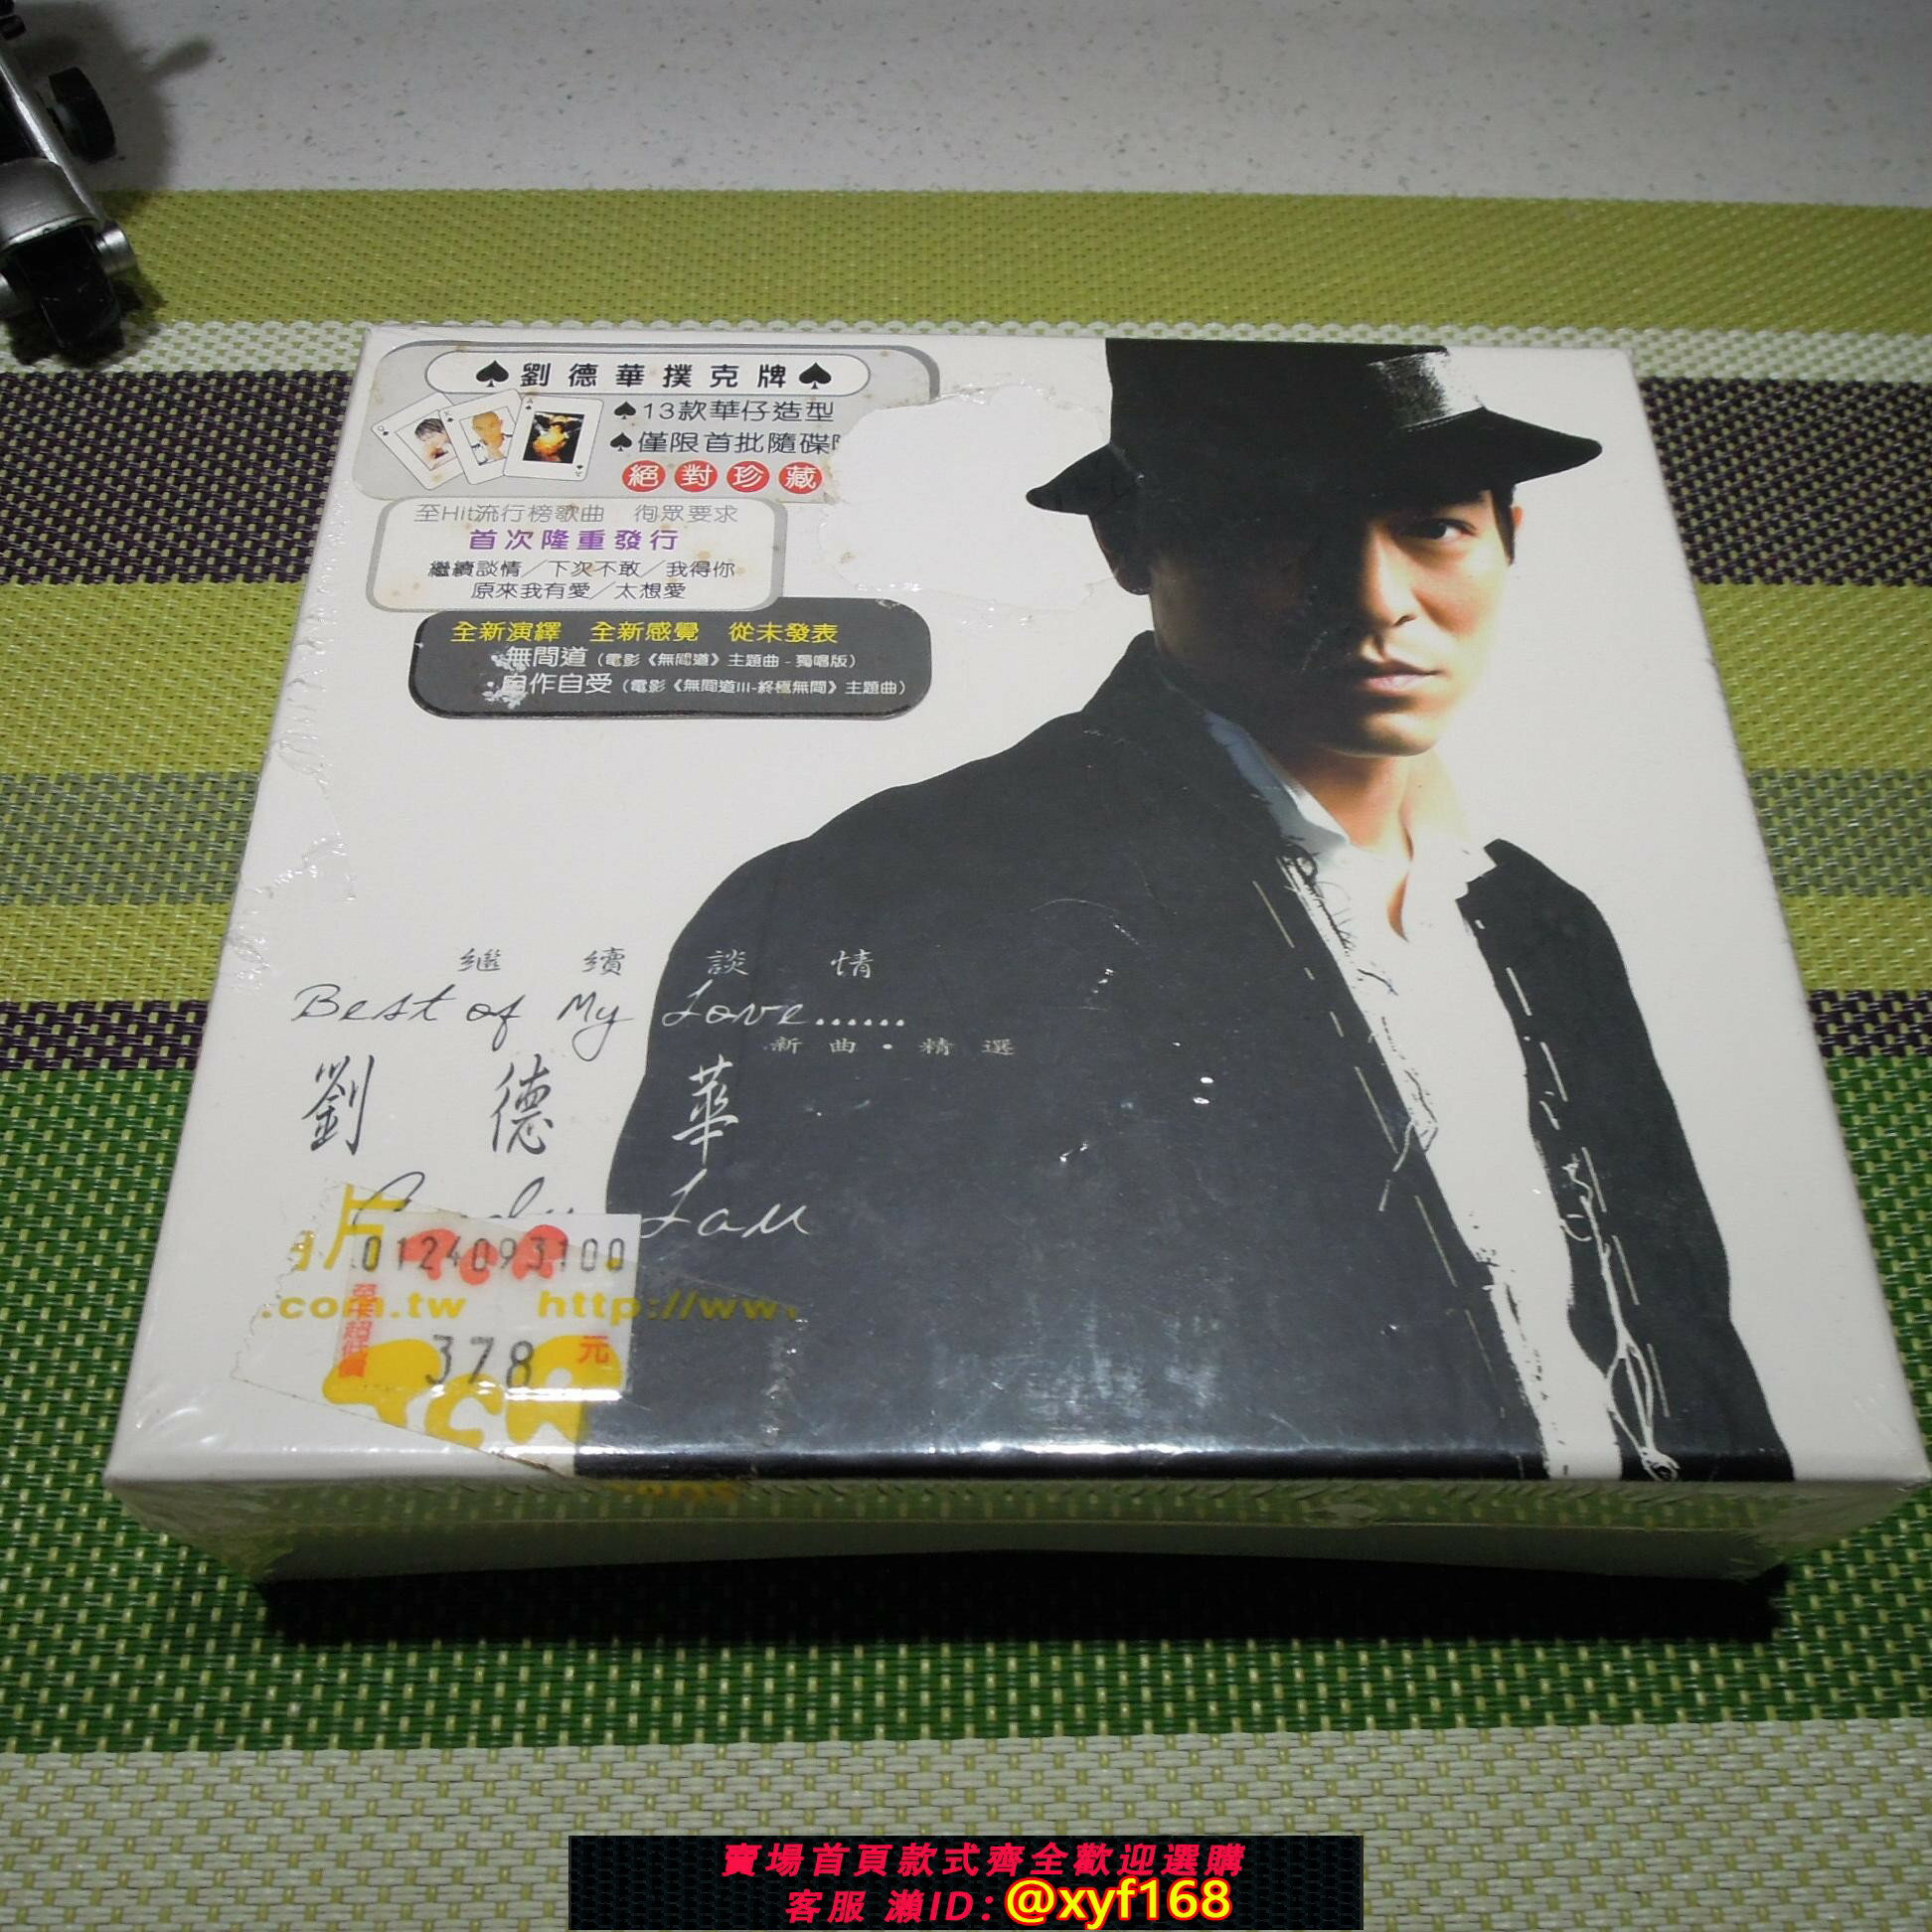 ♠劉德華撲克牌♠
♠13款華仔造型
♠僅限首批隨碟
絕對珍藏
至Hit流行榜歌曲 徇眾要求
首次隆重發行
繼續談情／下次不敢／我得你
原來我有愛／太想愛
全新演繹 全新感覺 從未發表
無間道（電影《無間道》主題曲-獨唱版）
自作自受（電影《無間道III-終極無間》主題曲）
繼續談情
Best of My Love......
新曲·精選
劉德華
Lau
片
0124093100
.com.tw http://ww
378 元
賣場首頁款式齊全歡迎選購
客服 瀨ID：@xyf168